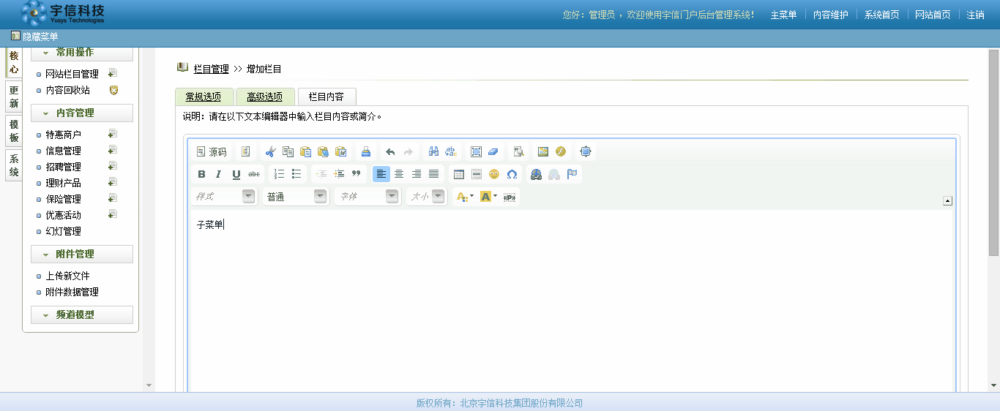 宇信科技
Yusys Technologies
您好：管理员 ，欢迎使用宇信门户后台管理系统！ 主菜单 内容维护 系统首页 网站首页 注销
隐藏菜单
核心
更新
模板
系统
常用操作
网站栏目管理
内容回收站
内容管理
特惠商户
信息管理
招聘管理
理财产品
保险管理
优惠活动
幻灯管理
附件管理
上传新文件
附件数据管理
频道模型
栏目管理 >> 增加栏目
常规选项 高级选项 栏目内容
说明：请在以下文本编辑器中输入栏目内容或简介。
源码
B I U abc
样式 普通 字体 大小
子菜单
版权所有：北京宇信科技集团股份有限公司